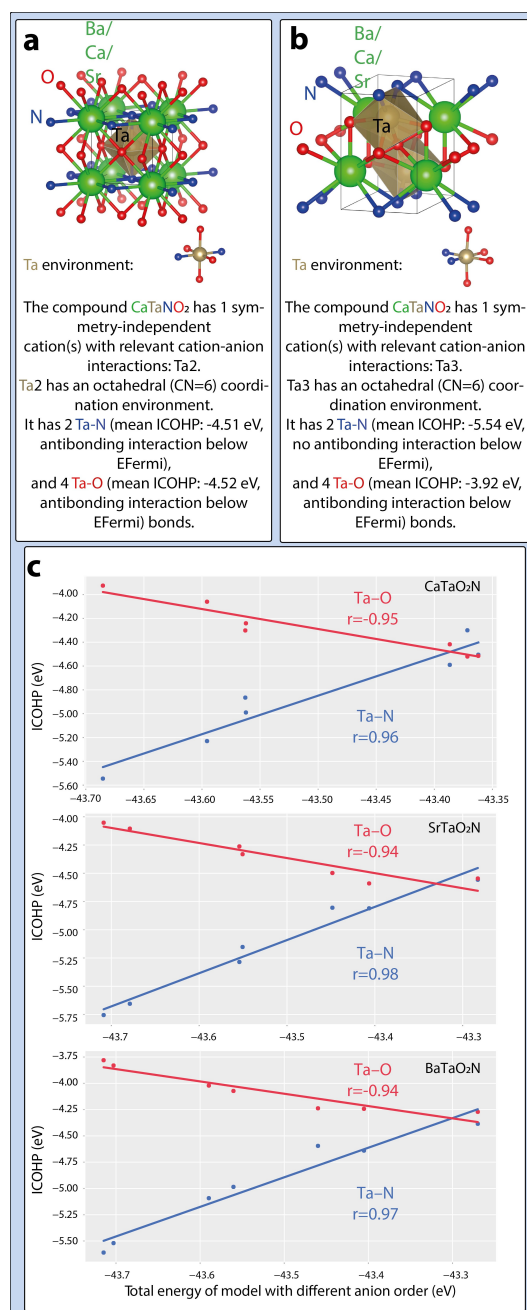 a
Ba/
Ca/
Sr
O
N
Ta
Ta environment:
The compound CaTaNO₂ has 1 sym-
metry-independent
cation(s) with relevant cation-anion
interactions: Ta2.
Ta2 has an octahedral (CN=6) coordi-
nation environment.
It has 2 Ta-N (mean ICOHP: -4.51 eV,
antibonding interaction below
EFermi),
and 4 Ta-O (mean ICOHP: -4.52 eV,
antibonding interaction below
EFermi) bonds.
b
Ba/
Ca/
Sr
N
O
Ta
Ta environment:
The compound CaTaNO₂ has 1 sym-
metry-independent
cation(s) with relevant cation-anion
interactions: Ta3.
Ta3 has an octahedral (CN=6) coor-
dination environment.
It has 2 Ta-N (mean ICOHP: -5.54 eV,
no antibonding interaction below
EFermi),
and 4 Ta-O (mean ICOHP: -3.92 eV,
antibonding interaction below
EFermi) bonds.
c
CaTaO₂N
Ta–O
r=-0.95
Ta–N
r=0.96
ICOHP (eV)
−4.00
−4.20
−4.40
−4.60
−4.80
−5.00
−5.20
−5.40
−5.60
−43.70 −43.65 −43.60 −43.55 −43.50 −43.45 −43.40 −43.35
SrTaO₂N
Ta–O
r=-0.94
Ta–N
r=0.98
ICOHP (eV)
−4.00
−4.25
−4.50
−4.75
−5.00
−5.25
−5.50
−5.75
−43.7 −43.6 −43.5 −43.4 −43.3
BaTaO₂N
Ta–O
r=-0.94
Ta–N
r=0.97
ICOHP (eV)
−3.75
−4.00
−4.25
−4.50
−4.75
−5.00
−5.25
−5.50
−43.7 −43.6 −43.5 −43.4 −43.3
Total energy of model with different anion order (eV)